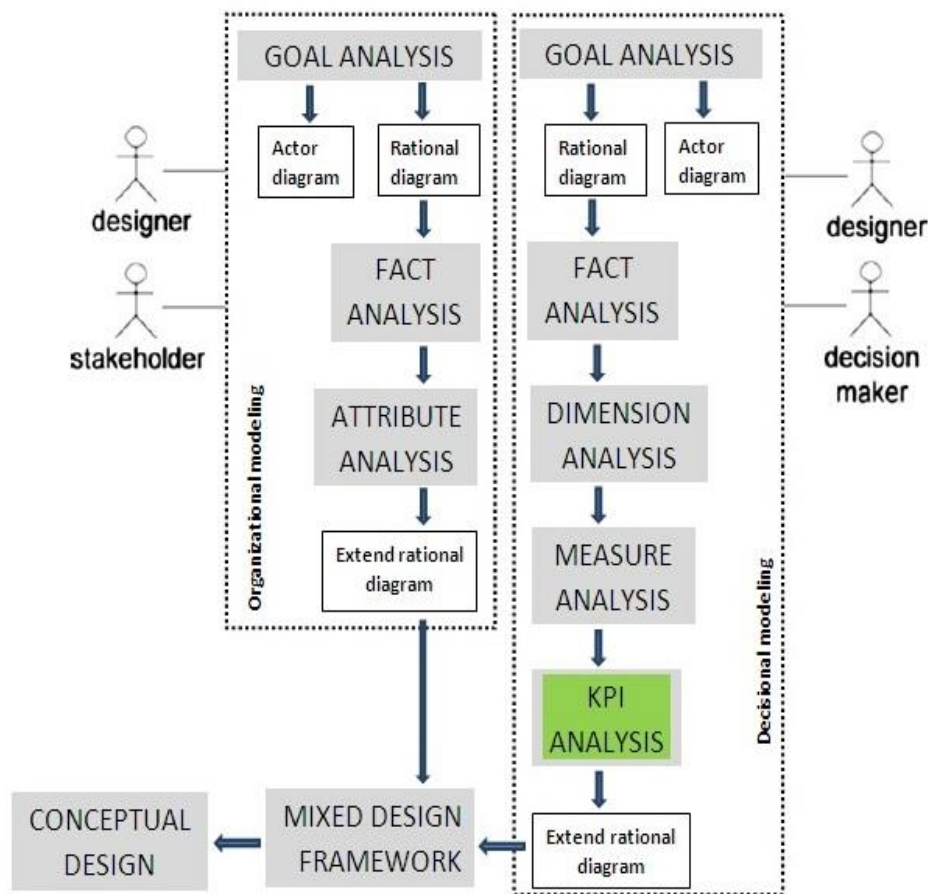 GOAL ANALYSIS
Actor
diagram
Rational
diagram
FACT
ANALYSIS
ATTRIBUTE
ANALYSIS
Extend rational
diagram
Organizational modeling
designer
stakeholder
GOAL ANALYSIS
Rational
diagram
Actor
diagram
FACT
ANALYSIS
DIMENSION
ANALYSIS
MEASURE
ANALYSIS
KPI
ANALYSIS
Extend rational
diagram
Decisional modeling
designer
decision
maker
MIXED DESIGN
FRAMEWORK
CONCEPTUAL
DESIGN